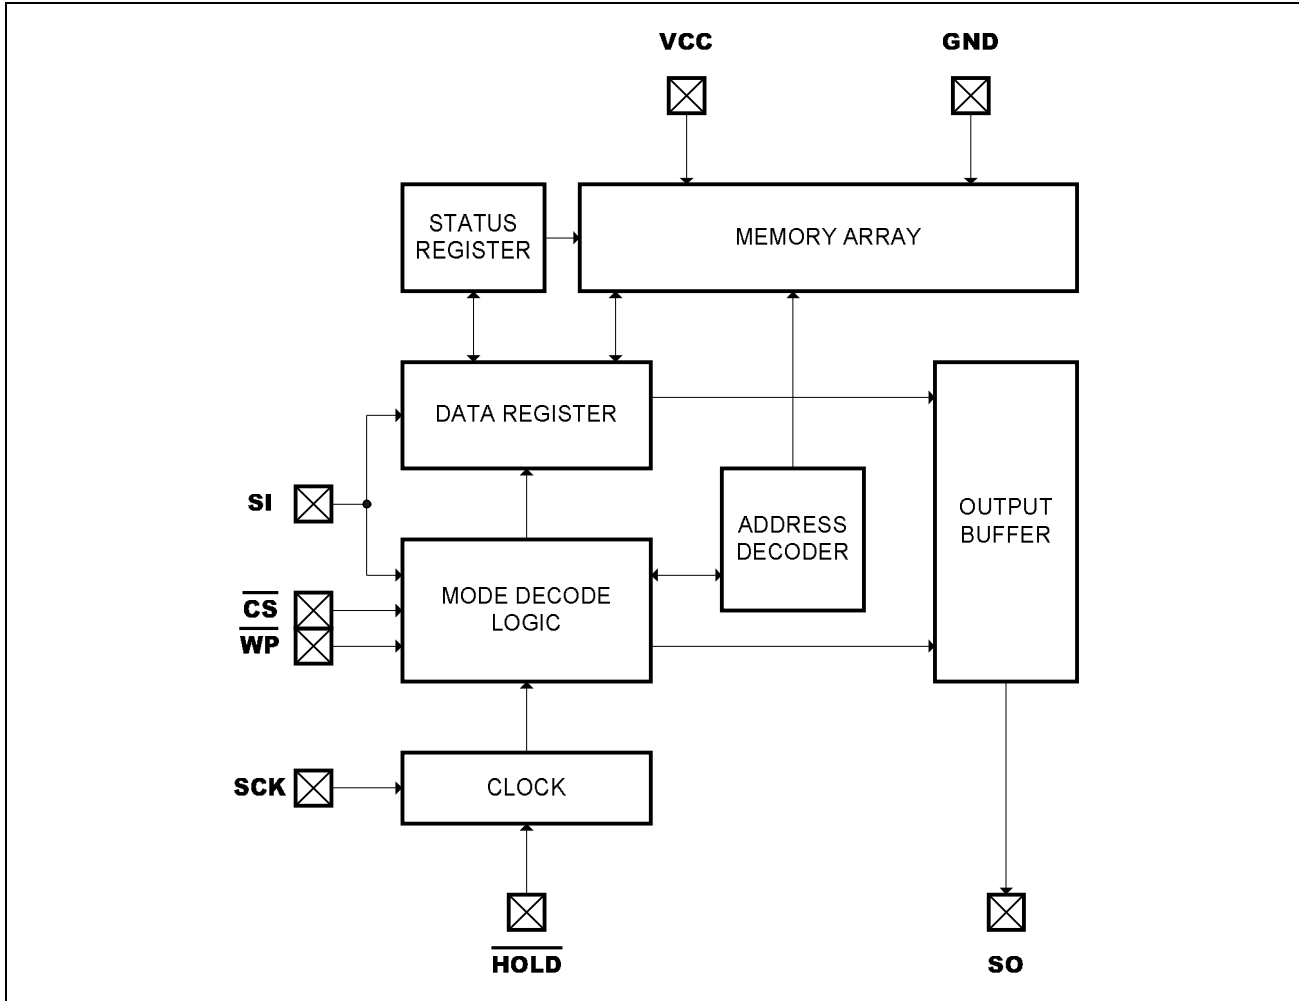 VCC
GND
STATUS
REGISTER
MEMORY ARRAY
DATA REGISTER
SI
ADDRESS
DECODER
OUTPUT
BUFFER
CS
WP
MODE DECODE
LOGIC
SCK
CLOCK
HOLD
SO